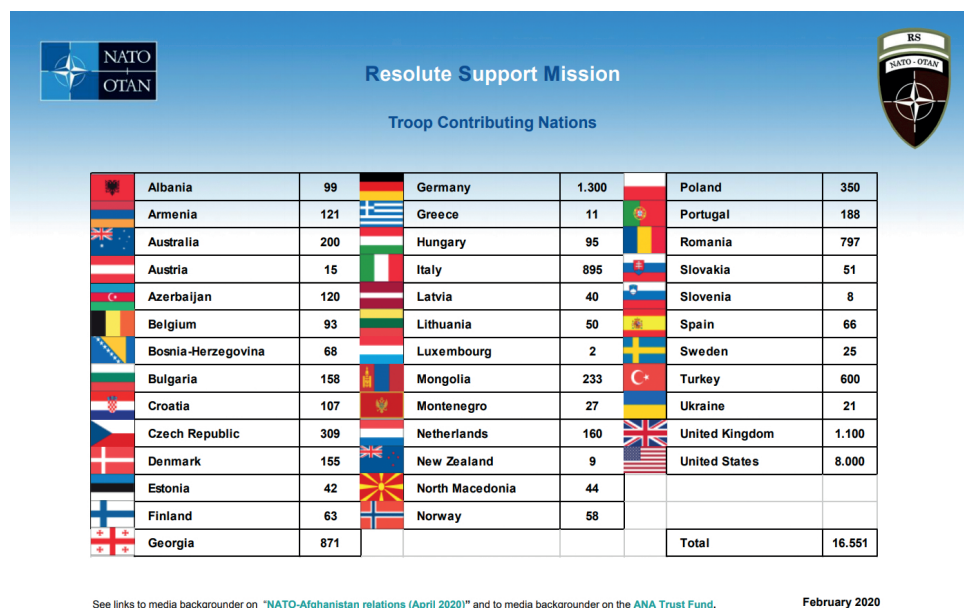 NATO
OTAN
RS
NATO - OTAN
Resolute Support Mission
Troop Contributing Nations
Albania 99 Germany 1.300 Poland 350
Armenia 121 Greece 11 Portugal 188
Australia 200 Hungary 95 Romania 797
Austria 15 Italy 895 Slovakia 51
Azerbaijan 120 Latvia 40 Slovenia 8
Belgium 93 Lithuania 50 Spain 66
Bosnia-Herzegovina 68 Luxembourg 2 Sweden 25
Bulgaria 158 Mongolia 233 Turkey 600
Croatia 107 Montenegro 27 Ukraine 21
Czech Republic 309 Netherlands 160 United Kingdom 1.100
Denmark 155 New Zealand 9 United States 8.000
Estonia 42 North Macedonia 44
Finland 63 Norway 58
Georgia 871 Total 16.551
See links to media backgrounder on "NATO-Afghanistan relations (April 2020)" and to media backgrounder on the ANA Trust Fund.
February 2020